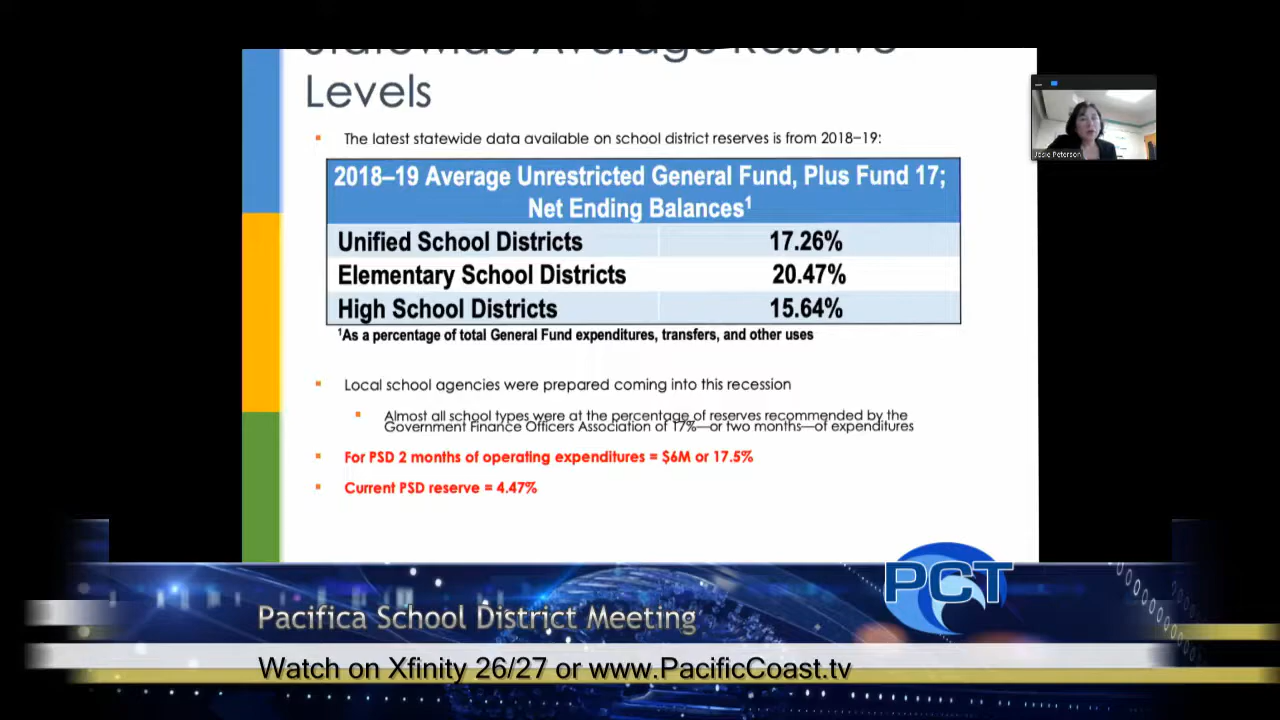 Statewide Average Reserve
Levels
The latest statewide data available on school district reserves is from 2018–19:
2018–19 Average Unrestricted General Fund, Plus Fund 17;
Net Ending Balances¹
Unified School Districts 17.26%
Elementary School Districts 20.47%
High School Districts 15.64%
¹As a percentage of total General Fund expenditures, transfers, and other uses
Local school agencies were prepared coming into this recession
Almost all school types were at the percentage of reserves recommended by the
Government Finance Officers Association of 17%—or two months—of expenditures
For PSD 2 months of operating expenditures = $6M or 17.5%
Current PSD reserve = 4.47%
Josie Peterson
PCT
Pacifica School District Meeting
Watch on Xfinity 26/27 or www.PacificCoast.tv